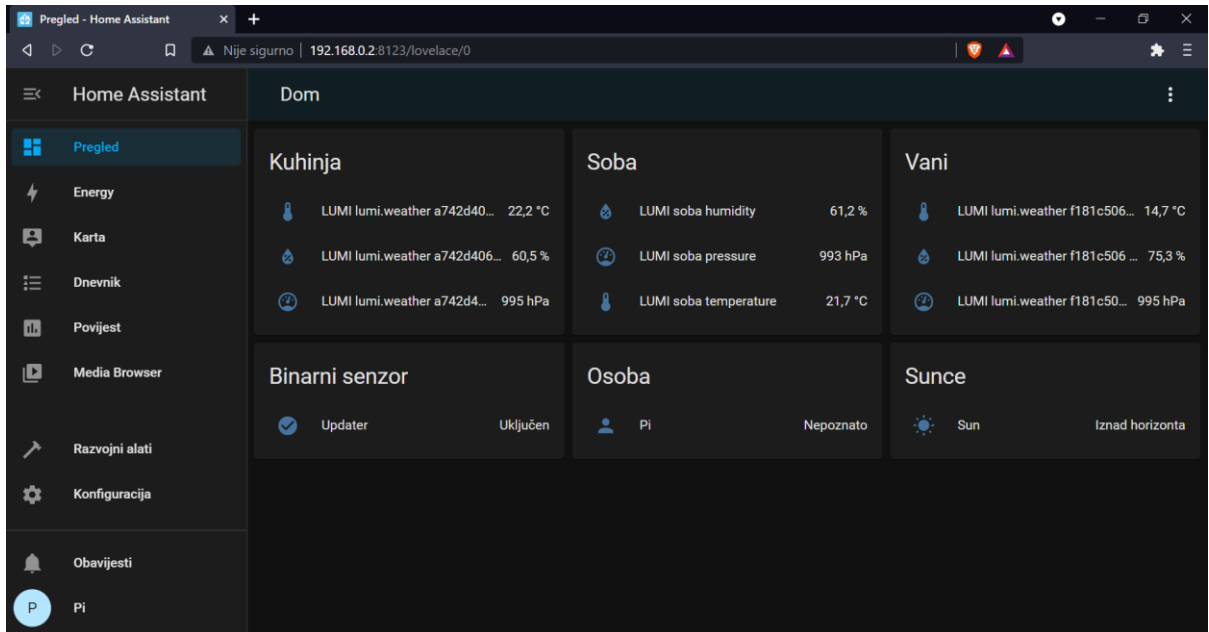 Pregled - Home Assistant
Nije sigurno | 192.168.0.2:8123/lovelace/0
Home Assistant
Dom
Pregled
Energy
Karta
Dnevnik
Povijest
Media Browser
Razvojni alati
Konfiguracija
Obavijesti
P Pi
Kuhinja
LUMI lumi.weather a742d40... 22,2 °C
LUMI lumi.weather a742d406... 60,5 %
LUMI lumi.weather a742d4... 995 hPa
Soba
LUMI soba humidity 61,2 %
LUMI soba pressure 993 hPa
LUMI soba temperature 21,7 °C
Vani
LUMI lumi.weather f181c506... 14,7 °C
LUMI lumi.weather f181c506 ... 75,3 %
LUMI lumi.weather f181c50... 995 hPa
Binarni senzor
Updater Uključen
Osoba
Pi Nepoznato
Sunce
Sun Iznad horizonta